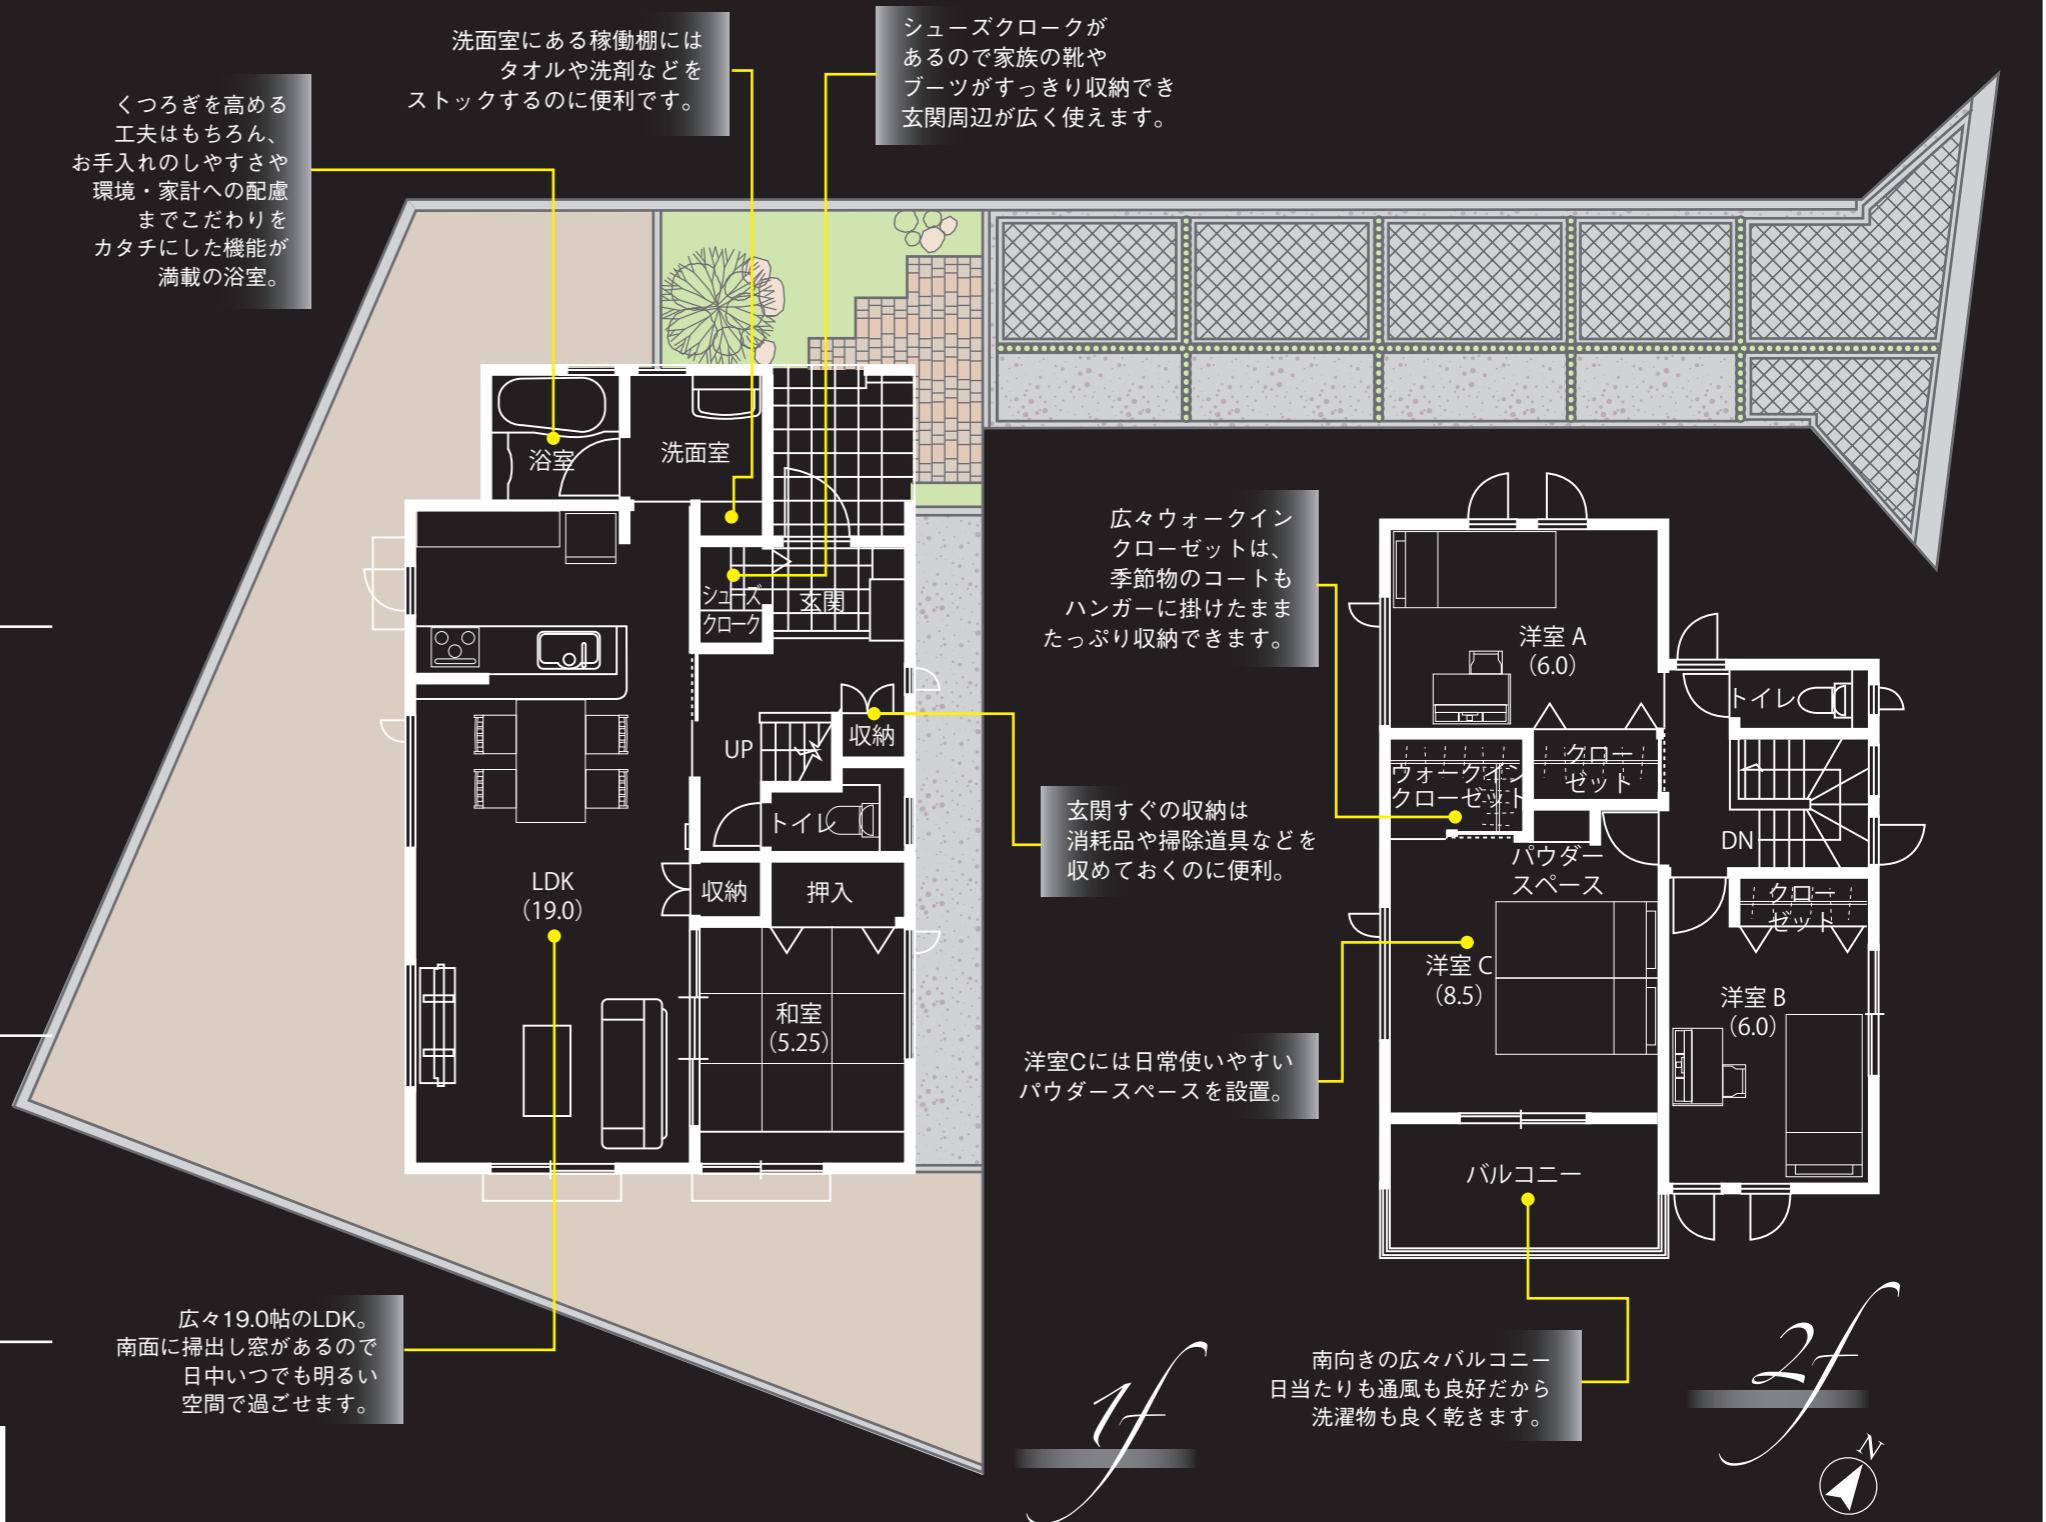 洗面室にある稼働棚には
タオルや洗剤などを
ストックするのに便利です。
シューズクロークが
あるので家族の靴や
ブーツがすっきり収納でき
玄関周辺が広く使えます。
くつろぎを高める
工夫はもちろん、
お手入れのしやすさや
環境・家計への配慮
までこだわりを
カタチにした機能が
満載の浴室。
浴室
洗面室
シューズ
クローク
玄関
UP
収納
トイレ
LDK
(19.0)
収納
押入
和室
(5.25)
広々ウォークイン
クローゼットは、
季節物のコートも
ハンガーに掛けたまま
たっぷり収納できます。
玄関すぐの収納は
消耗品や掃除道具などを
収めておくのに便利。
洋室Cには日常使いやすい
パウダースペースを設置。
洋室 A
(6.0)
トイレ
ウォークイン
クローゼット
クロー
ゼット
DN
パウダー
スペース
クロー
ゼット
洋室 C
(8.5)
洋室 B
(6.0)
バルコニー
広々19.0帖のLDK。
南面に掃出し窓があるので
日中いつでも明るい
空間で過ごせます。
南向きの広々バルコニー
日当たりも通風も良好だから
洗濯物も良く乾きます。
1f
2f
N